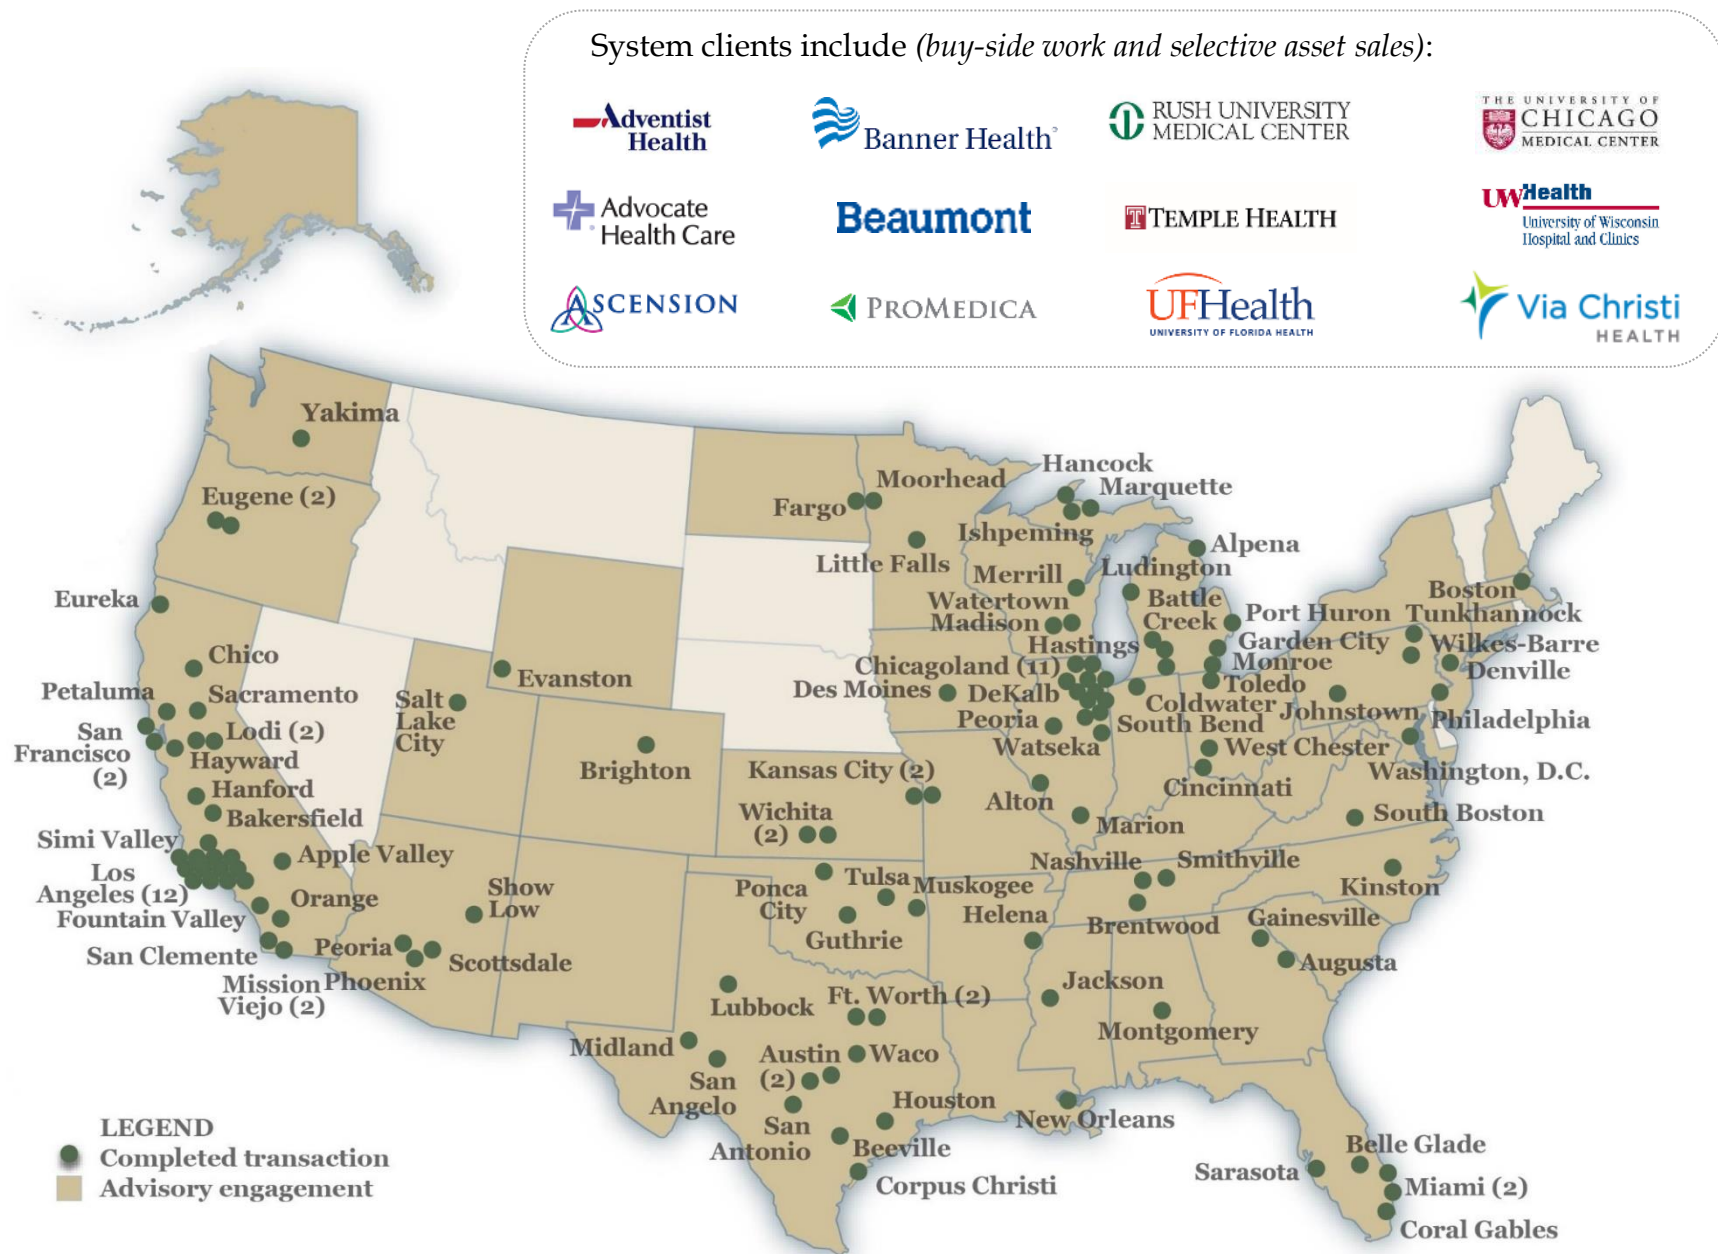 System clients include (buy-side work and selective asset sales):
Adventist
Health
Banner Health
RUSH UNIVERSITY
MEDICAL CENTER
THE UNIVERSITY OF
CHICAGO
MEDICAL CENTER
Advocate
Health Care
Beaumont
TEMPLE HEALTH
UW Health
University of Wisconsin
Hospital and Clinics
ASCENSION
PROMEDICA
UFHealth
UNIVERSITY OF FLORIDA HEALTH
Via Christi
HEALTH
Yakima
Eugene (2)
Eureka
Chico
Petaluma
Sacramento
San
Francisco
(2)
Lodi (2)
Hayward
Hanford
Bakersfield
Simi Valley
Los
Angeles (12)
Apple Valley
Orange
Fountain Valley
San Clemente
Mission
Viejo (2)
Salt
Lake
City
Evanston
Brighton
Show
Low
Peoria
Phoenix
Scottsdale
Fargo
Moorhead
Little Falls
Hancock
Marquette
Ishpeming
Alpena
Merrill
Ludington
Watertown
Madison
Battle
Creek
Port Huron
Hastings
Garden City
Chicagoland (11)
Monroe
Des Moines
DeKalb
Toledo
Coldwater
Peoria
South Bend
Watseka
West Chester
Cincinnati
Johnstown
Boston
Tunkhannock
Wilkes-Barre
Denville
Philadelphia
Washington, D.C.
South Boston
Kansas City (2)
Wichita
(2)
Alton
Marion
Nashville
Smithville
Kinston
Ponca
City
Tulsa
Muskogee
Guthrie
Helena
Brentwood
Gainesville
Augusta
Jackson
Montgomery
Lubbock
Ft. Worth (2)
Midland
San
Angelo
Austin
(2)
Waco
San
Antonio
Houston
Beeville
Corpus Christi
New Orleans
Sarasota
Belle Glade
Miami (2)
Coral Gables
LEGEND
Completed transaction
Advisory engagement